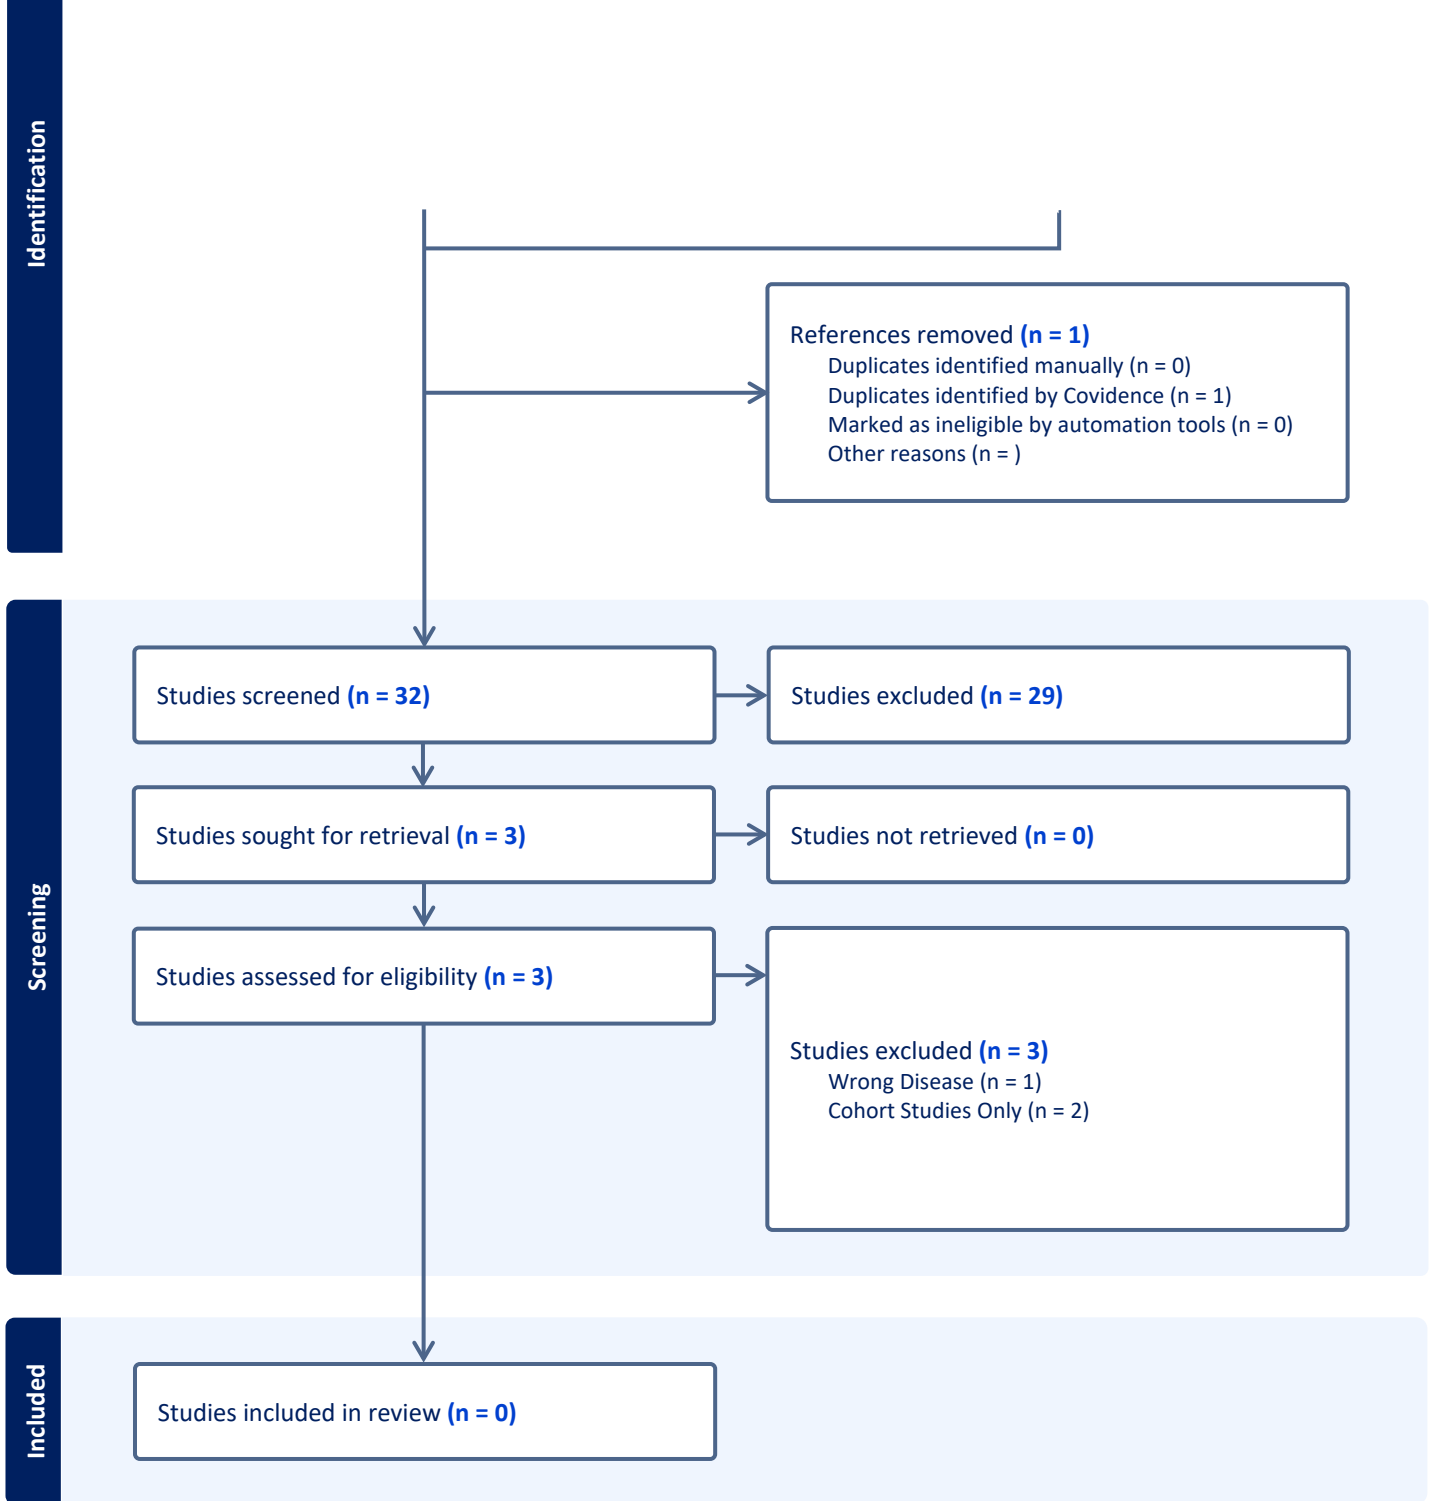 Identification
References removed (n = 1)
Duplicates identified manually (n = 0)
Duplicates identified by Covidence (n = 1)
Marked as ineligible by automation tools (n = 0)
Other reasons (n = )
Screening
Studies screened (n = 32)
Studies excluded (n = 29)
Studies sought for retrieval (n = 3)
Studies not retrieved (n = 0)
Studies assessed for eligibility (n = 3)
Studies excluded (n = 3)
Wrong Disease (n = 1)
Cohort Studies Only (n = 2)
Included
Studies included in review (n = 0)